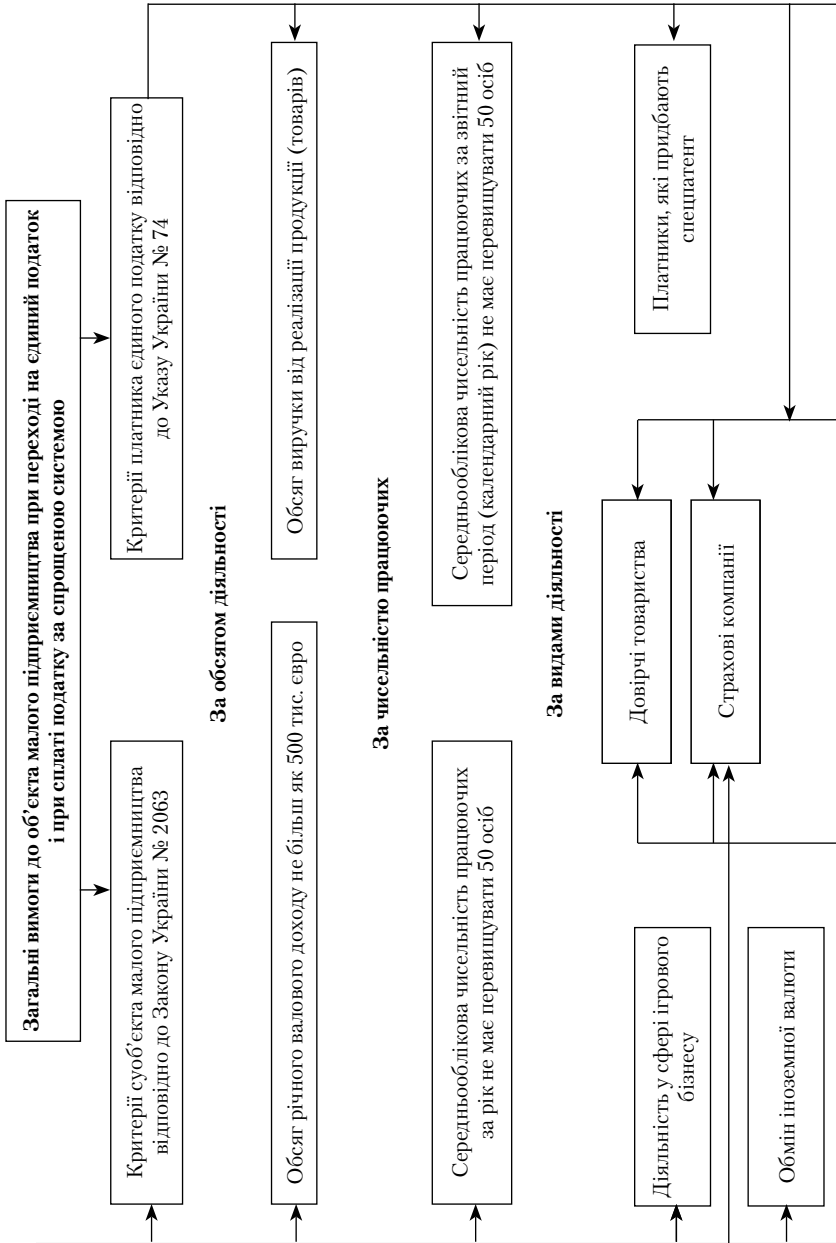 Загальні вимоги до об’єкта малого підприємництва при переході на єдиний податок
і при сплаті податку за спрощеною системою
Критерії суоб’єкта малого підприємництва
відповідно до Закону України № 2063
Критерії платника єдиного податку відповідно
до Указу України № 74
За обсягом діяльності
Обсяг річного валового доходу не більш як 500 тис. євро
Обсяг виручки від реалізації продукції (товарів)
За чисельністю працюючих
Середньооблікова чисельність працюючих
за рік не має перевищувати 50 осіб
Середньооблікова чисельність працюючих за звітний
період (календарний рік) не має перевищувати 50 осіб
За видами діяльності
Діяльність у сфері ігрового
бізнесу
Довірчі товариства
Платники, які придбають
спецпатент
Обмін іноземної валюти
Страхові компанії